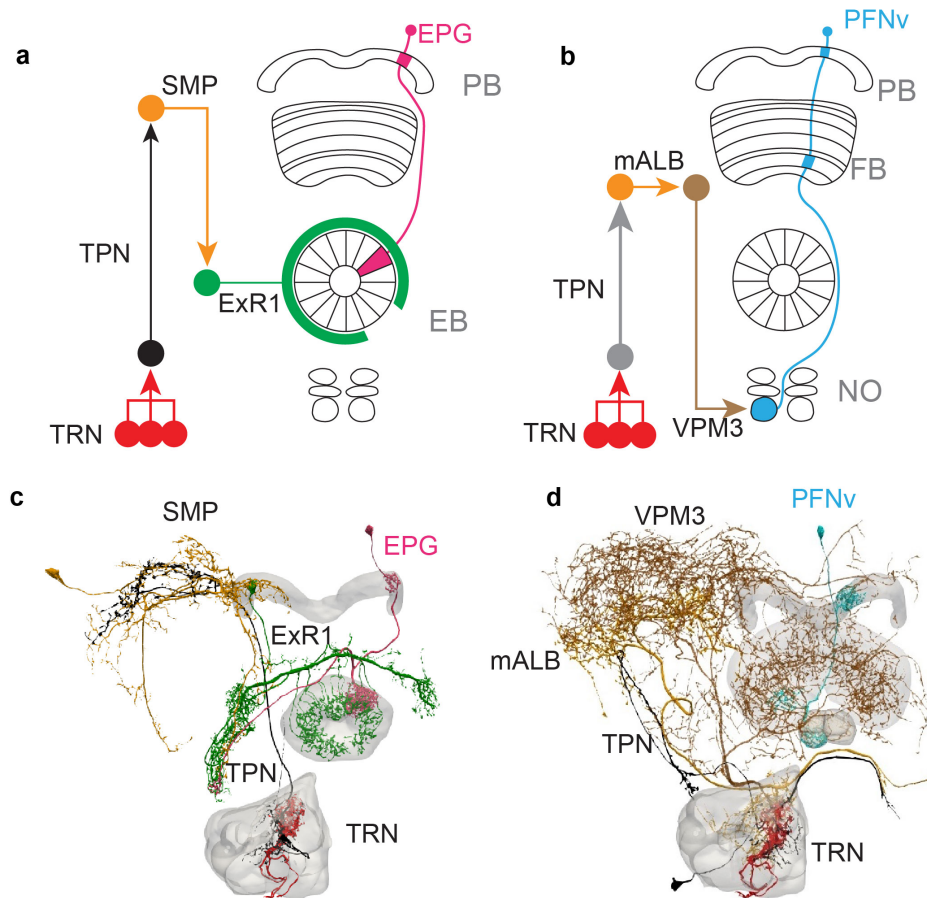 a
EPG
SMP
PB
TPN
ExR1
EB
TRN
b
PFNv
PB
mALB
FB
TPN
NO
VPM3
TRN
c
SMP
EPG
ExR1
TPN
TRN
d
PFNv
VPM3
mALB
TPN
TRN